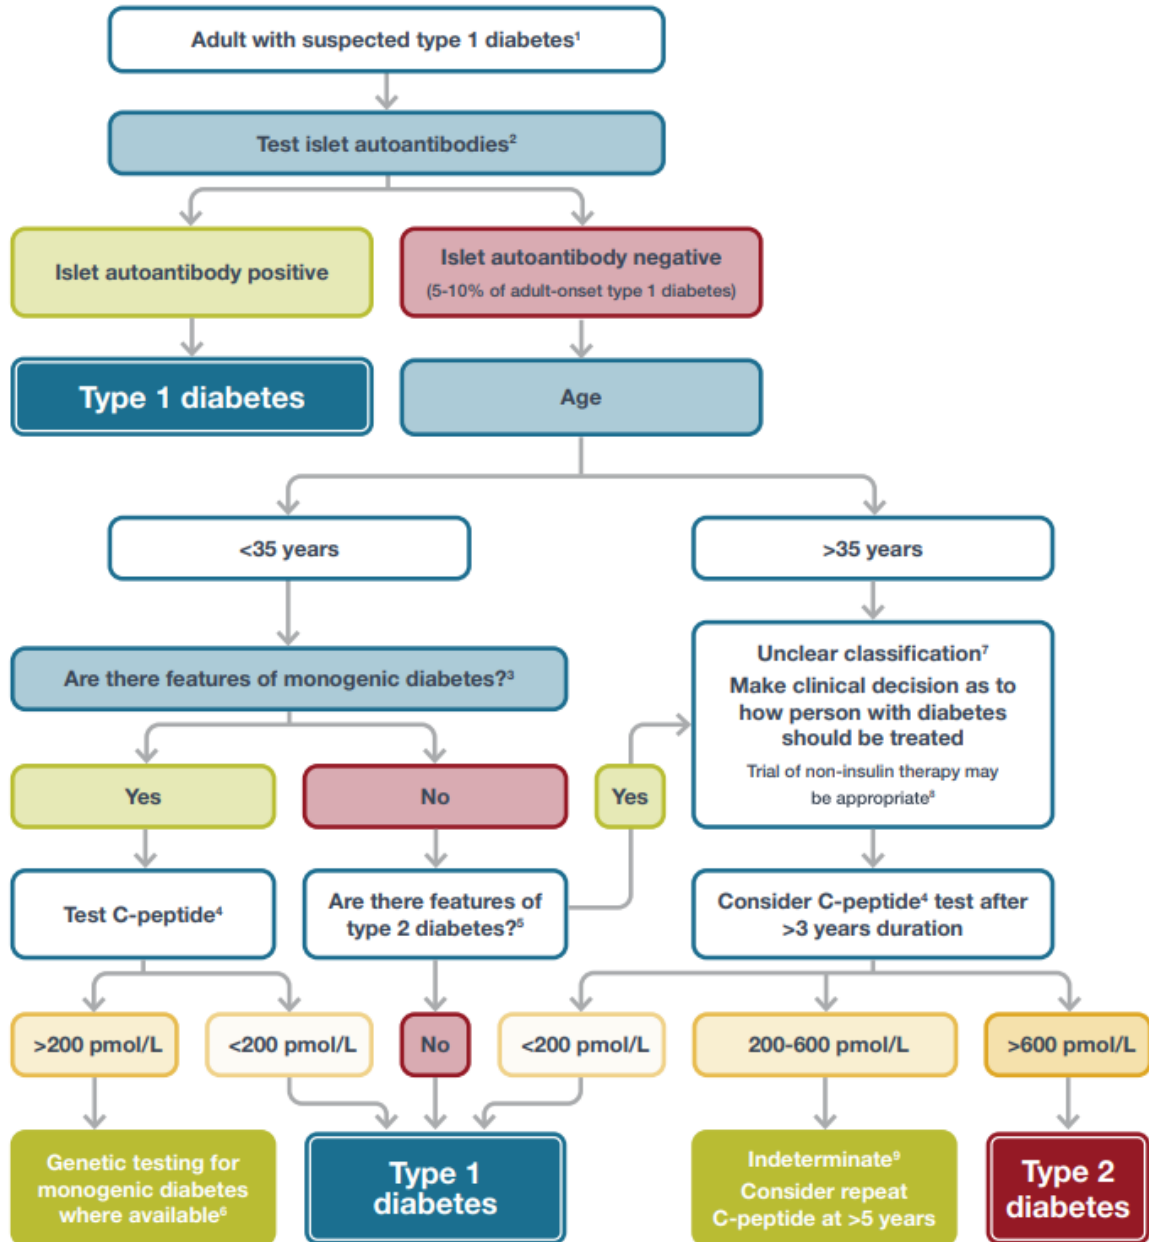 Adult with suspected type 1 diabetes¹
Test islet autoantibodies²
Islet autoantibody positive
Islet autoantibody negative
(5-10% of adult-onset type 1 diabetes)
Type 1 diabetes
Age
<35 years
>35 years
Are there features of monogenic diabetes?³
Unclear classification⁷
Make clinical decision as to
how person with diabetes
should be treated
Trial of non-insulin therapy may
be appropriate⁸
Yes
No
Yes
Test C-peptide⁴
Are there features of
type 2 diabetes?⁵
Consider C-peptide⁴ test after
>3 years duration
>200 pmol/L
<200 pmol/L
No
<200 pmol/L
200-600 pmol/L
>600 pmol/L
Genetic testing for
monogenic diabetes
where available⁶
Type 1
diabetes
Indeterminate⁹
Consider repeat
C-peptide at >5 years
Type 2
diabetes